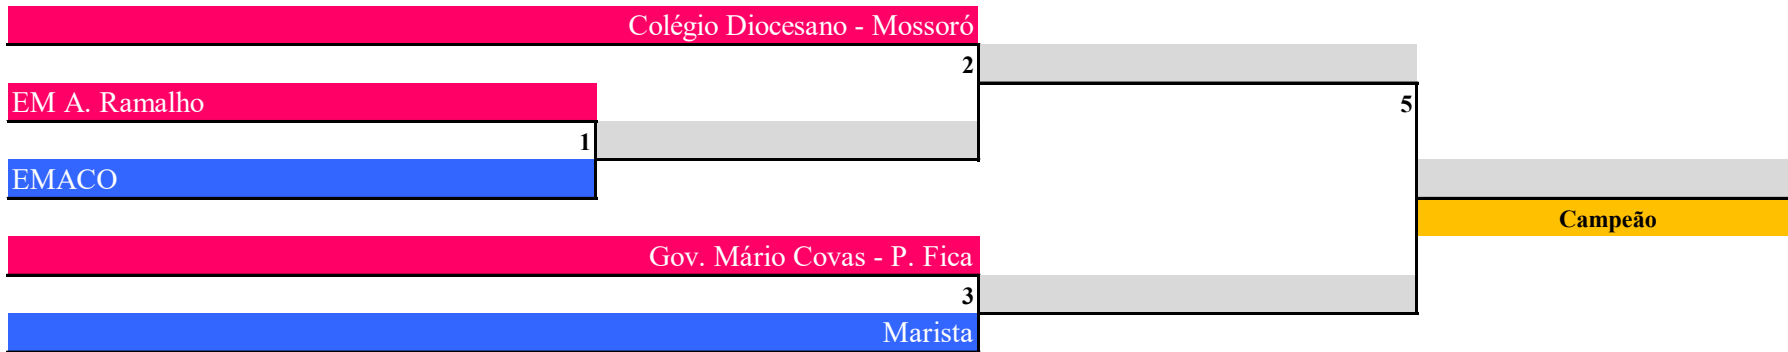 Colégio Diocesano - Mossoró
2
EM A. Ramalho
5
1
EMACO
Campeão
Gov. Mário Covas - P. Fica
3
Marista